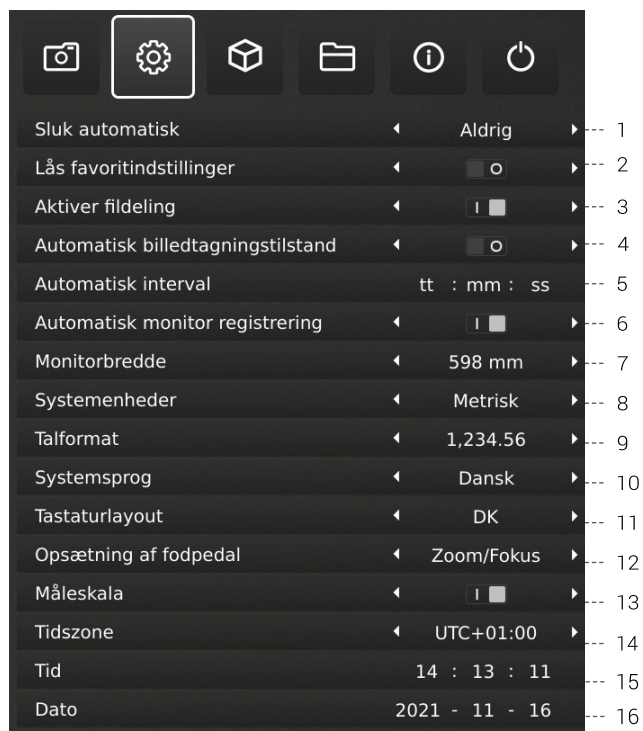 Sluk automatisk Aldrig 1
Lås favoritindstillinger O 2
Aktiver fildeling I 3
Automatisk billedtagningstilstand O 4
Automatisk interval tt : mm : ss 5
Automatisk monitor registrering I 6
Monitorbredde 598 mm 7
Systemenheder Metrisk 8
Talformat 1,234.56 9
Systemsprog Dansk 10
Tastaturlayout DK 11
Opsætning af fodpedal Zoom/Fokus 12
Måleskala I 13
Tidszone UTC+01:00 14
Tid 14 : 13 : 11 15
Dato 2021 - 11 - 16 16